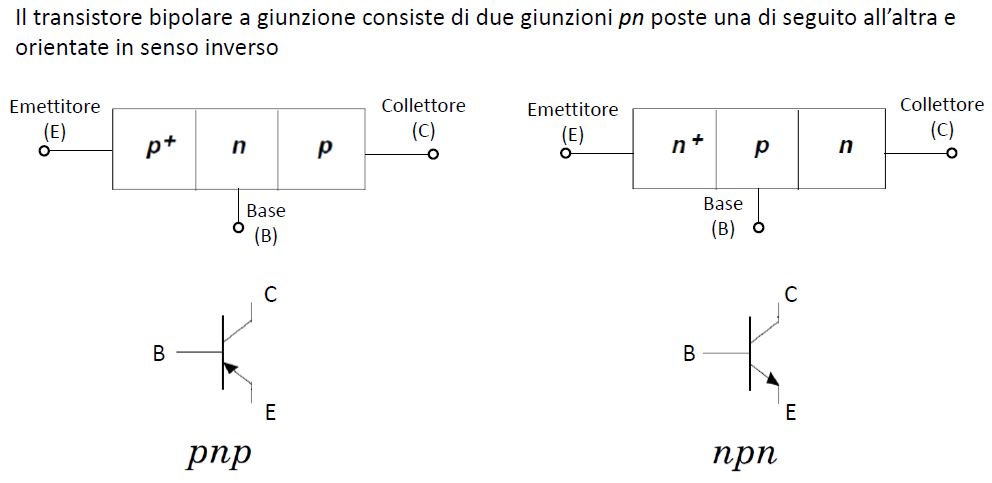 Il transistore bipolare a giunzione consiste di due giunzioni pn poste una di seguito all’altra e
orientate in senso inverso
Emettitore
(E)
p+
n
p
Collettore
(C)
Base
(B)
Emettitore
(E)
n+
p
n
Collettore
(C)
Base
(B)
C
B
E
pnp
C
B
E
npn